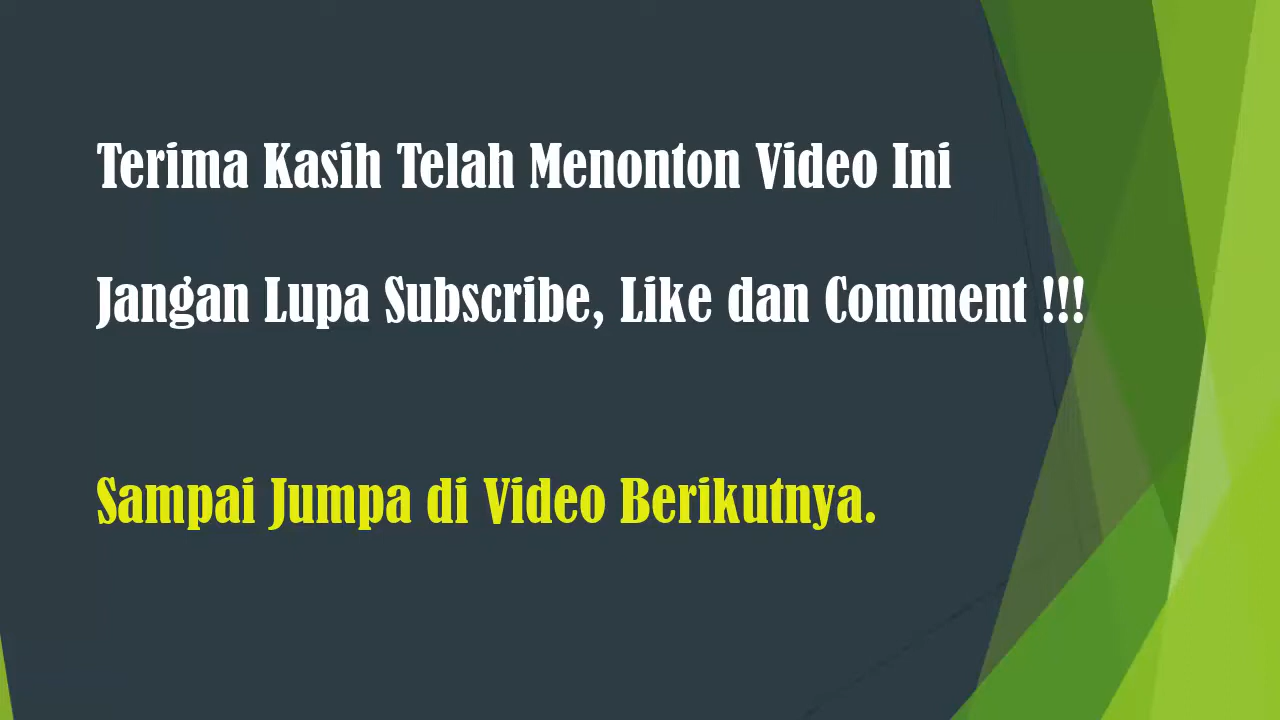 Terima Kasih Telah Menonton Video Ini
Jangan Lupa Subscribe, Like dan Comment !!!
Sampai Jumpa di Video Berikutnya.